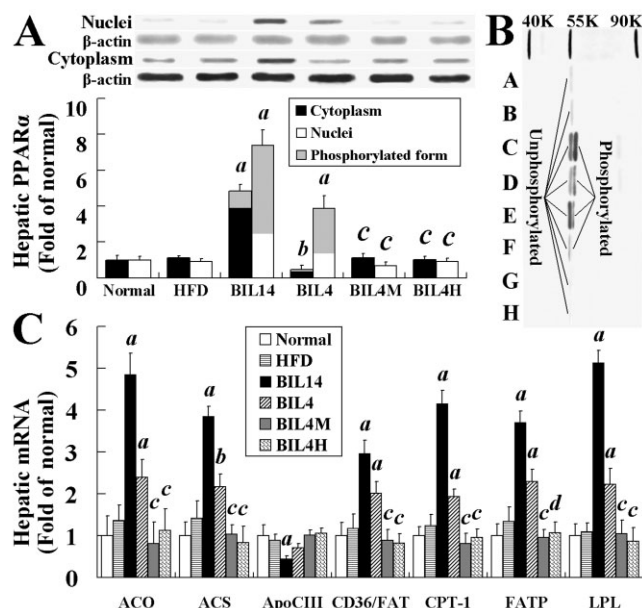 A
Nuclei
β-actin
Cytoplasm
β-actin
Hepatic PPARα
(Fold of normal)
10
8
6
4
2
0
Cytoplasm
Nuclei
Phosphorylated form
a
a
a
b
c
c
c
c
Normal
HFD
BIL14
BIL4
BIL4M
BIL4H
B
40K
55K
90K
A
B
C
D
E
F
G
H
Unphosphorylated
Phosphorylated
C
Hepatic mRNA
(Fold of normal)
6
5
4
3
2
1
0
Normal
HFD
BIL14
BIL4
BIL4M
BIL4H
a
a
c
c
a
b
c
c
a
a
a
c
c
a
a
c
c
a
a
c
d
a
a
c
c
ACO
ACS
ApoCIII
CD36/FAT
CPT-1
FATP
LPL